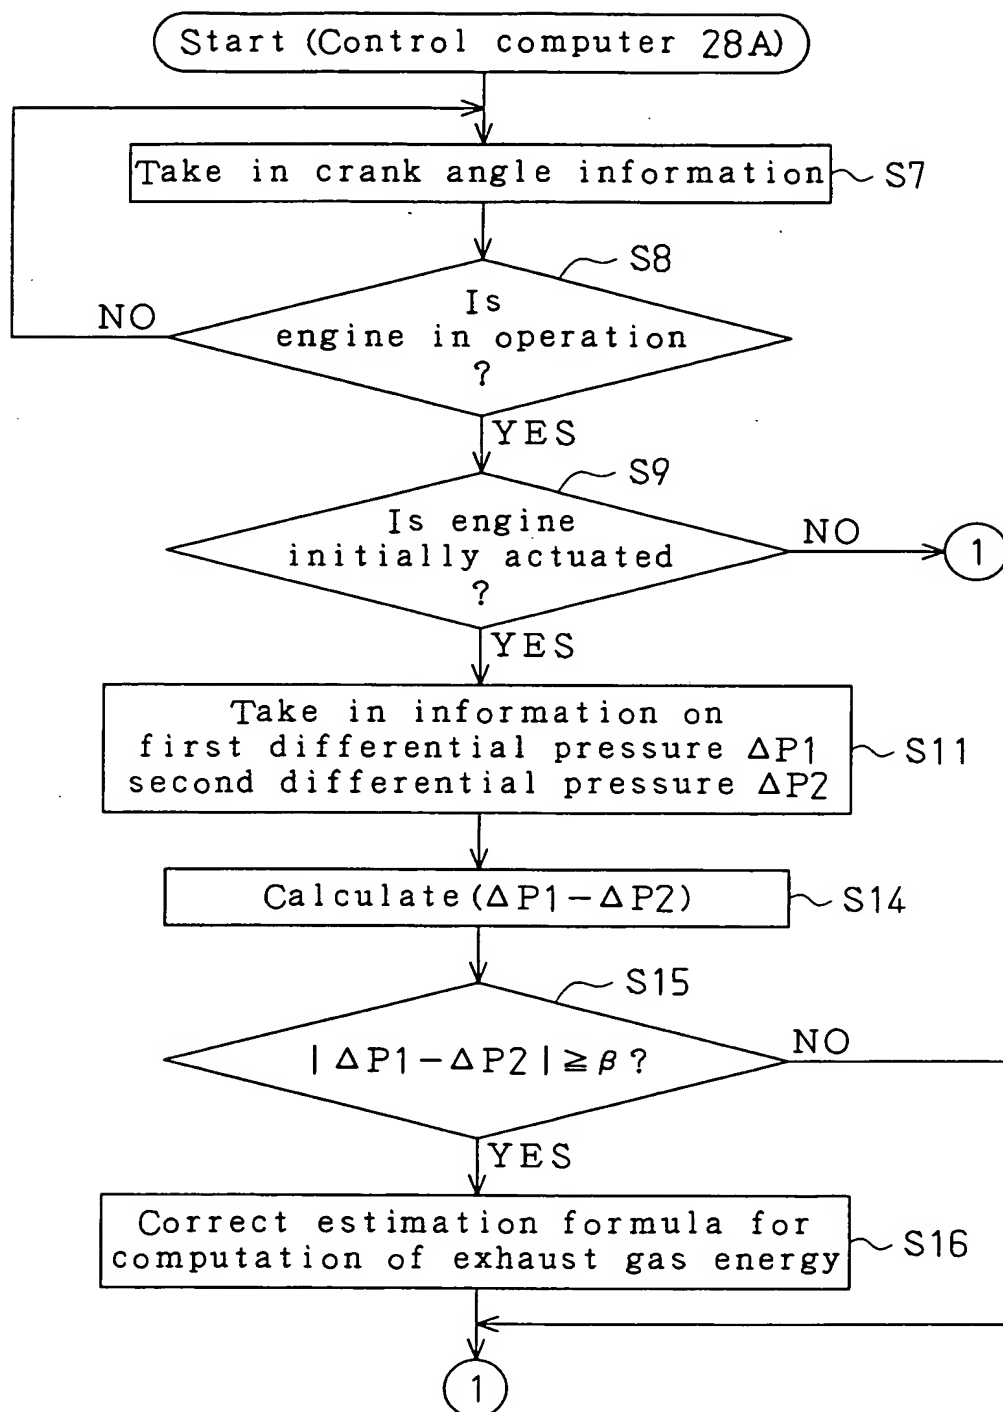 Start (Control computer 28A)
Take in crank angle information
S7
S8
Is
engine in operation
?
NO
YES
S9
Is engine
initially actuated
?
NO
1
YES
Take in information on
first differential pressure ΔP1
second differential pressure ΔP2
S11
Calculate (ΔP1-ΔP2)
S14
S15
|ΔP1-ΔP2| ≧ β ?
NO
YES
Correct estimation formula for
computation of exhaust gas energy
S16
1